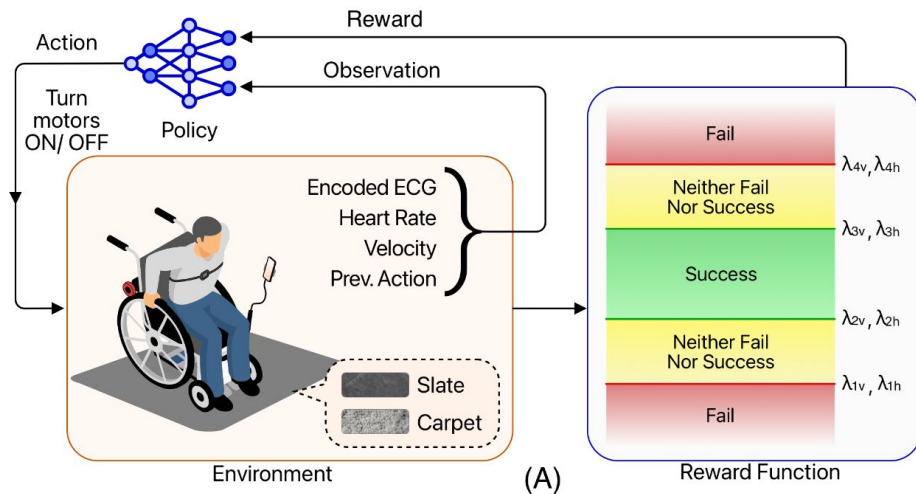 Reward
Action
Observation
Turn
motors
ON/ OFF
Policy
Encoded ECG
Heart Rate
Velocity
Prev. Action
Slate
Carpet
Environment
(A)
Fail
λ4v, λ4h
Neither Fail
Nor Success
λ3v, λ3h
Success
λ2v, λ2h
Neither Fail
Nor Success
λ1v, λ1h
Fail
Reward Function